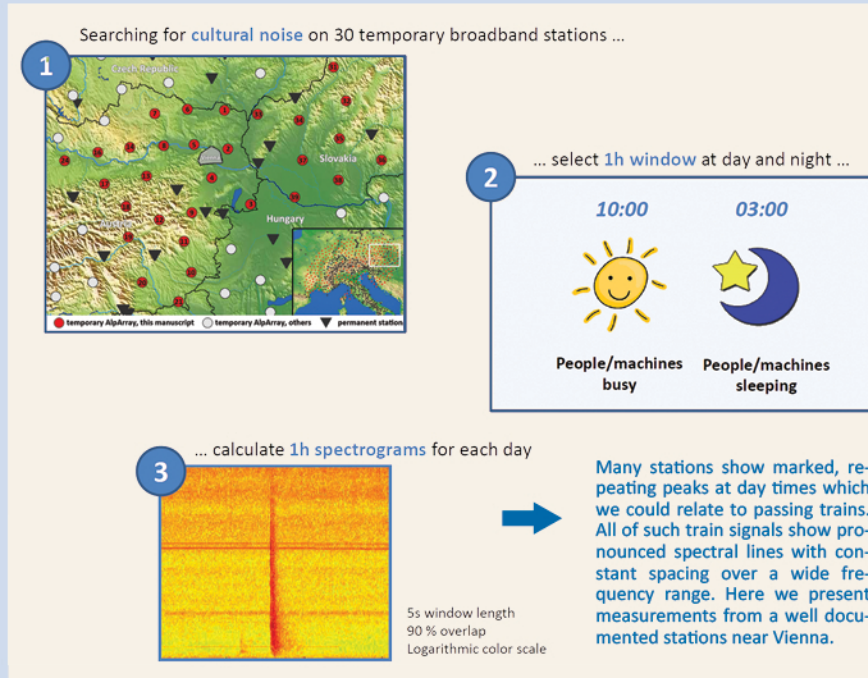 Searching for cultural noise on 30 temporary broadband stations ...
1
Czech Republic
Slovakia
Austria
Hungary
temporary AlpArray, this manuscript
temporary AlpArray, others
permanent station
... select 1h window at day and night ...
2
10:00
03:00
People/machines
busy
People/machines
sleeping
... calculate 1h spectrograms for each day
3
5s window length
90 % overlap
Logarithmic color scale
Many stations show marked, re-
peating peaks at day times which
we could relate to passing trains.
All of such train signals show pro-
nounced spectral lines with con-
stant spacing over a wide fre-
quency range. Here we present
measurements from a well docu-
mented stations near Vienna.